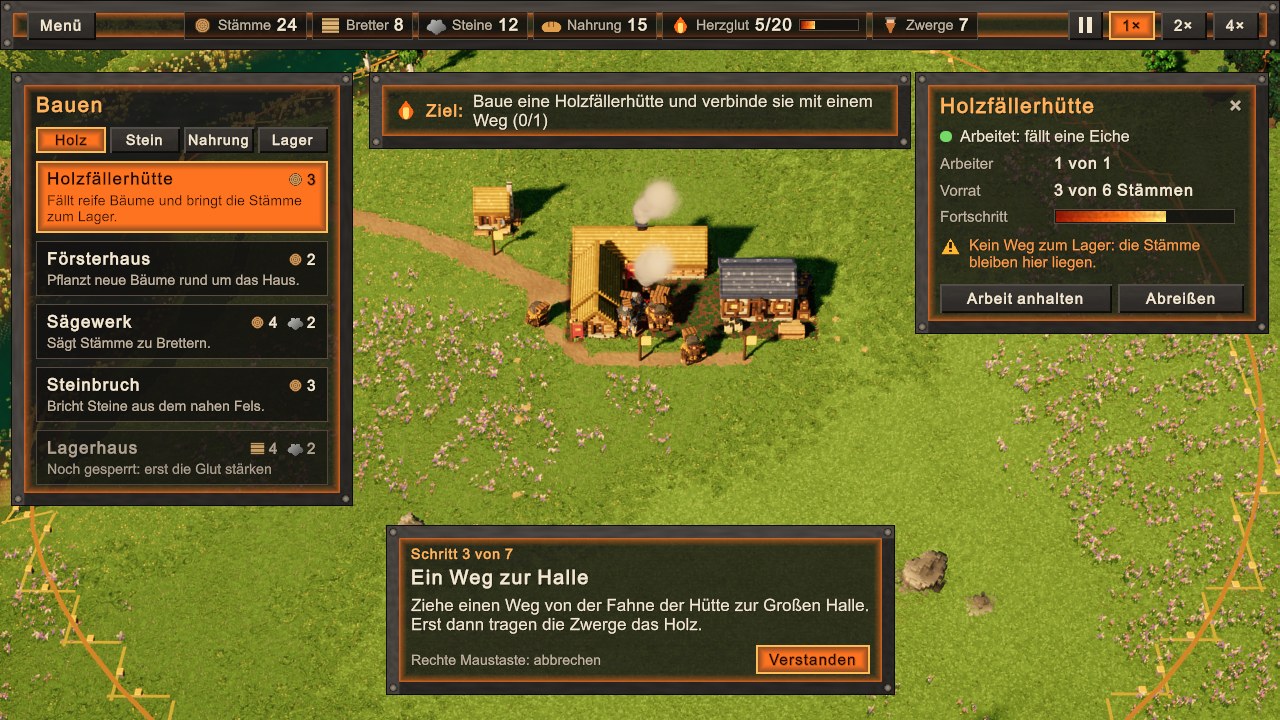 Menü
Stämme 24
Bretter 8
Steine 12
Nahrung 15
Herzglut 5/20
Zwerge 7
1×
2×
4×
Bauen
Holz
Stein
Nahrung
Lager
Holzfällerhütte 3
Fällt reife Bäume und bringt die Stämme
zum Lager.
Försterhaus 2
Pflanzt neue Bäume rund um das Haus.
Sägewerk 4 2
Sägt Stämme zu Brettern.
Steinbruch 3
Bricht Steine aus dem nahen Fels.
Lagerhaus 4 2
Noch gesperrt: erst die Glut stärken
Ziel: Baue eine Holzfällerhütte und verbinde sie mit einem
Weg (0/1)
Holzfällerhütte ×
Arbeitet: fällt eine Eiche
Arbeiter 1 von 1
Vorrat 3 von 6 Stämmen
Fortschritt
Kein Weg zum Lager: die Stämme
bleiben hier liegen.
Arbeit anhalten
Abreißen
Schritt 3 von 7
Ein Weg zur Halle
Ziehe einen Weg von der Fahne der Hütte zur Großen Halle.
Erst dann tragen die Zwerge das Holz.
Rechte Maustaste: abbrechen
Verstanden